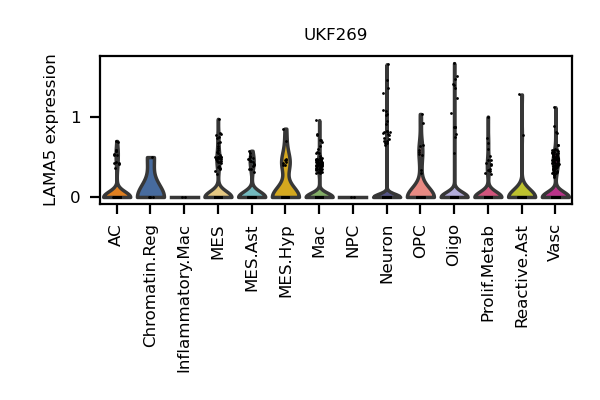 UKF269
LAMA5 expression
1
0
AC
Chromatin.Reg
Inflammatory.Mac
MES
MES.Ast
MES.Hyp
Mac
NPC
Neuron
OPC
Oligo
Prolif.Metab
Reactive.Ast
Vasc